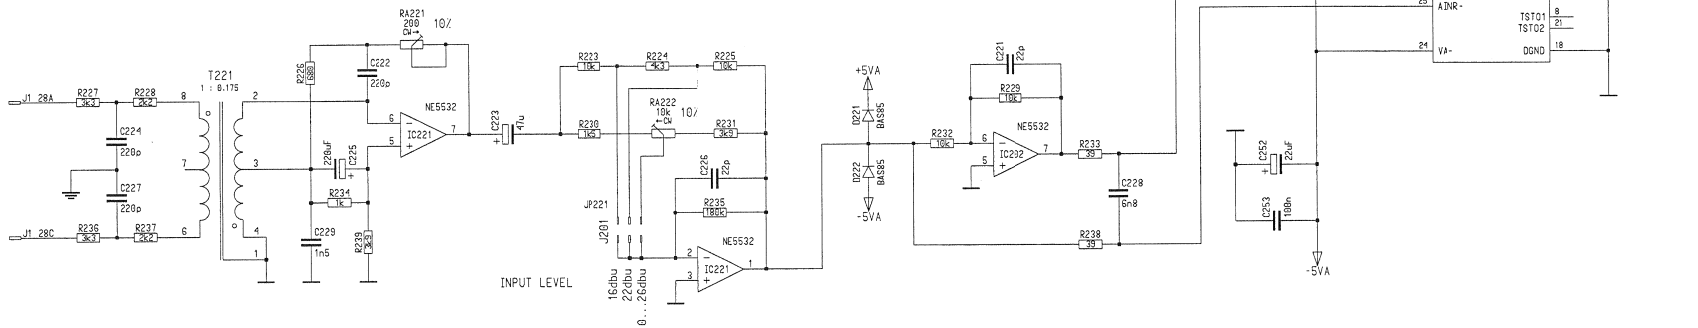 J1 28A
R227
3k3
R228
2k2
C224
220p
C227
220p
J1 28C
R236
3k3
R237
2k2
T221
1 : 0.175
8
7
6
2
3
4
1
R226
680
C222
220p
RA221
200
CW→
10%
220uF
C225
+
R234
1k
C229
1n5
R239
3k9
NE5532
6
-
IC221
5
+
7
C223
47u
+
R223
10k
R224
4k3
R225
10k
R230
1k5
RA222
10k
10%
←CW
R231
3k9
C226
22p
R235
180k
JP221
J201
16dbu
22dbu
0...26dbu
INPUT LEVEL
NE5532
2
-
IC221
3
+
1
+5VA
D221
BAS85
D222
BAS85
-5VA
R232
10k
C221
22p
R229
10k
NE5532
6
-
IC202
5
+
7
R233
39
C228
6n8
R238
39
C252
22uF
+
C253
100n
-5VA
25
AINR-
TSTO1
8
TSTO2
21
24
VA-
DGND
18